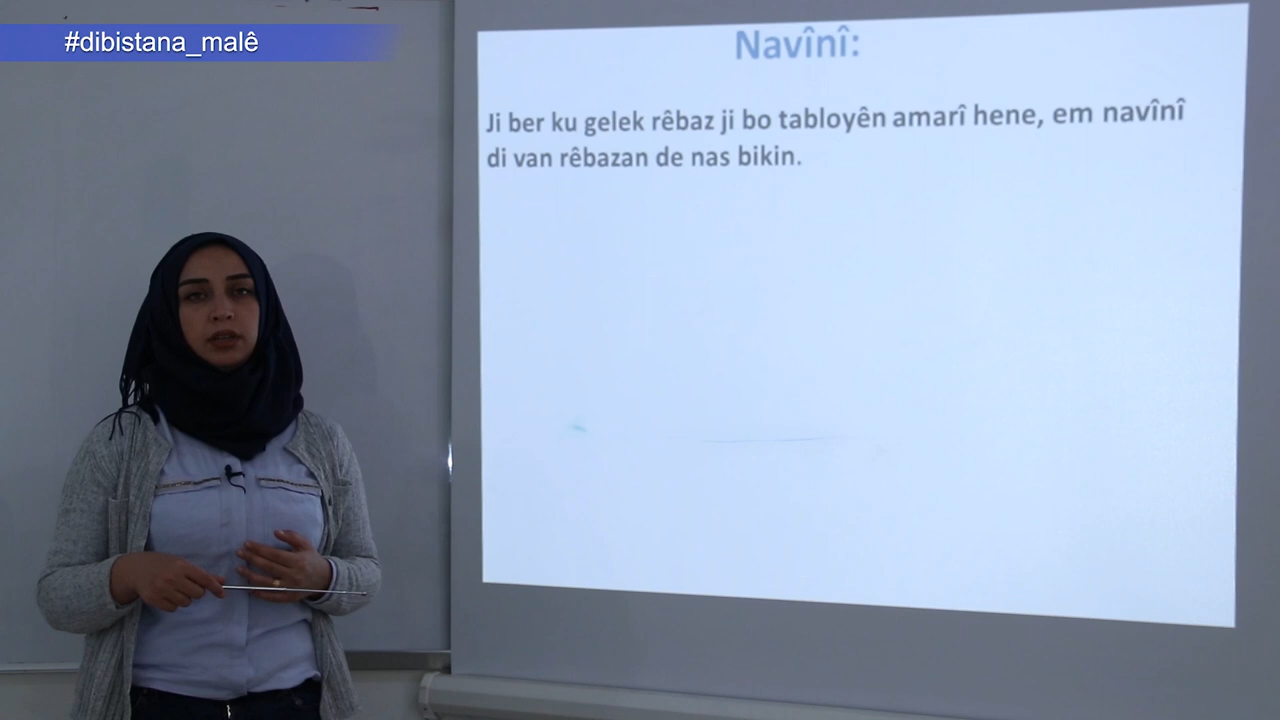 #dibistana_malê
Navînî:
Ji ber ku gelek rêbaz ji bo tabloyên amarî hene, em navînî
di van rêbazan de nas bikin.